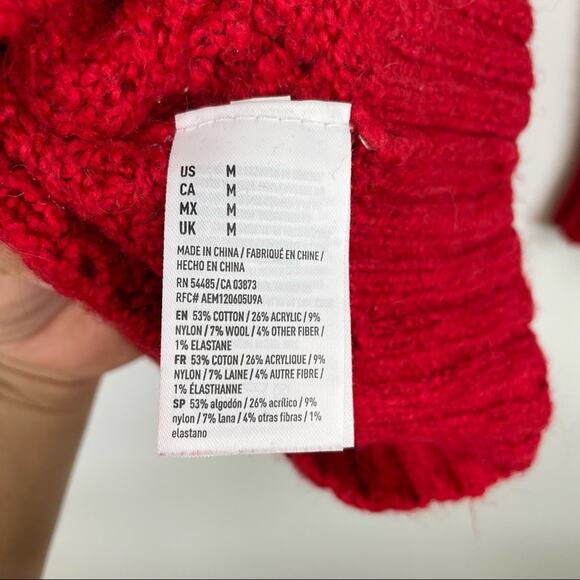 US M
CA M
MX M
UK M
MADE IN CHINA / FABRIQUÉ EN CHINE /
HECHO EN CHINA
RN 54485/CA 03873
RFC# AEM120605U9A
EN 53% COTTON / 26% ACRYLIC / 9%
NYLON / 7% WOOL / 4% OTHER FIBER /
1% ELASTANE
FR 53% COTON / 26% ACRYLIQUE / 9%
NYLON / 7% LAINE / 4% AUTRE FIBRE /
1% ÉLASTHANNE
SP 53% algodón / 26% acrílico / 9%
nylon / 7% lana / 4% otras fibras / 1%
elastano